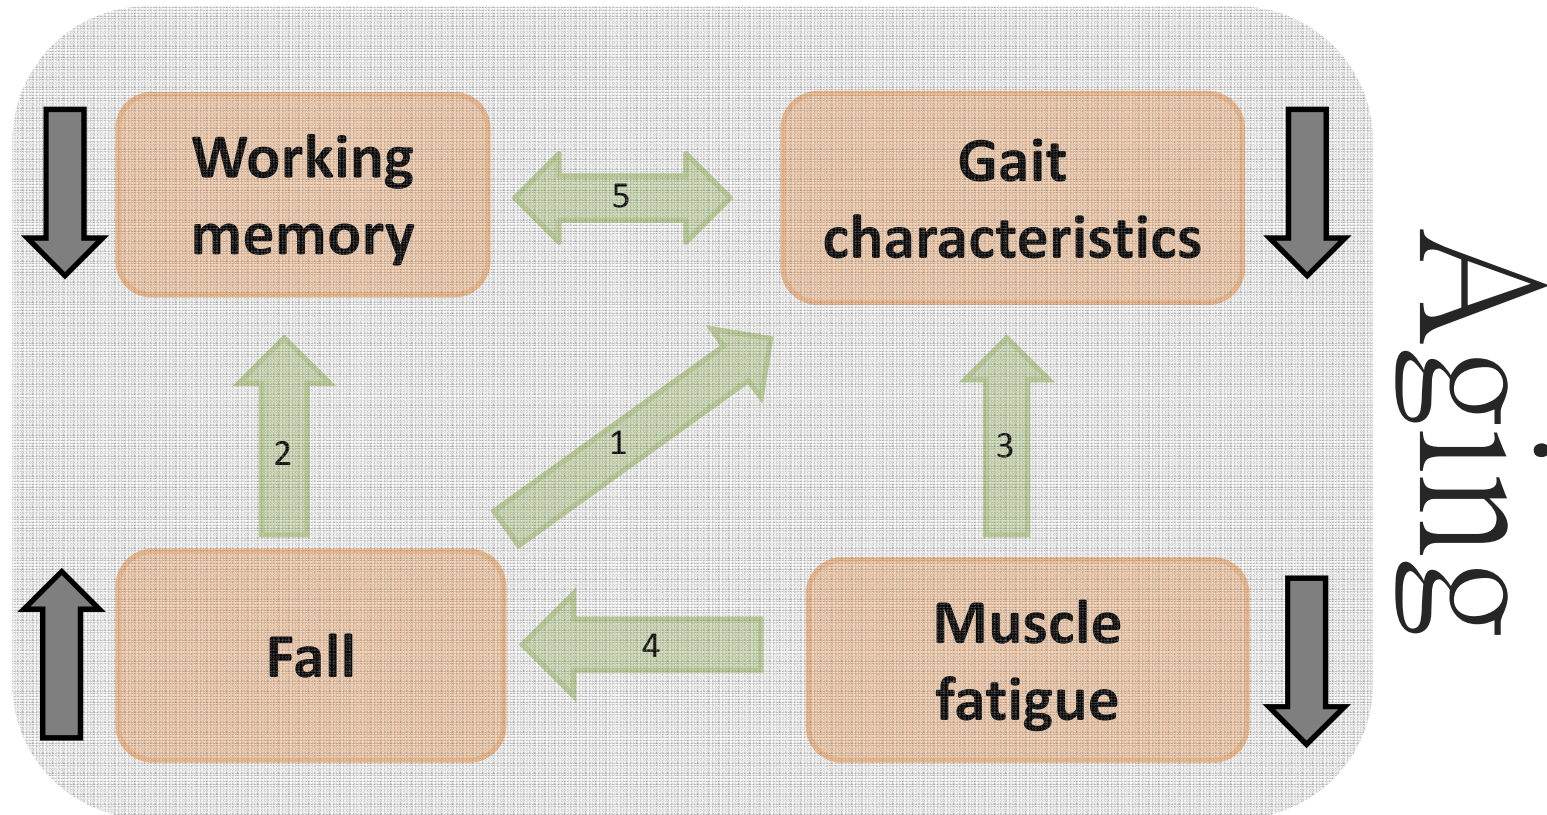 Working
memory
5
Gait
characteristics
2
1
3
Fall
4
Muscle
fatigue
Aging